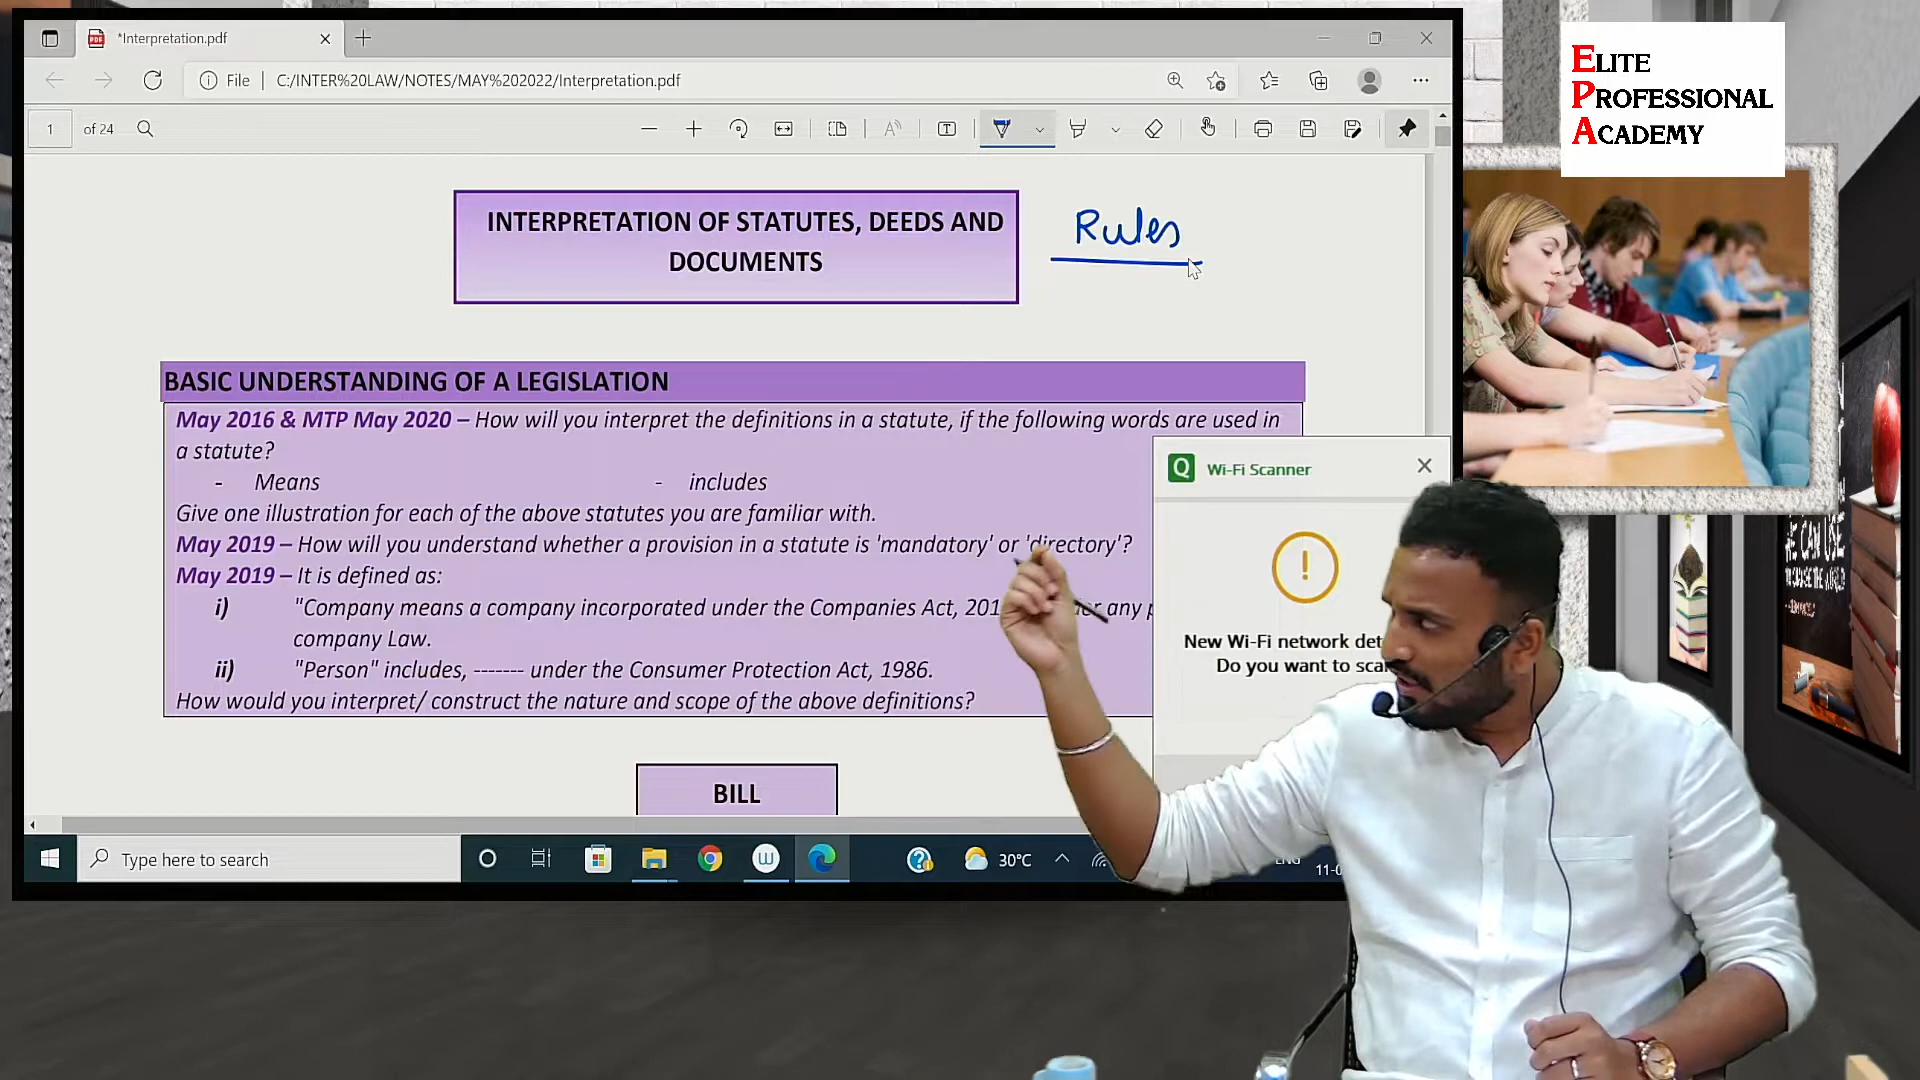 *Interpretation.pdf
File C:/INTER%20LAW/NOTES/MAY%202022/Interpretation.pdf
1 of 24
ELITE
PROFESSIONAL
ACADEMY
INTERPRETATION OF STATUTES, DEEDS AND
DOCUMENTS
Rules
BASIC UNDERSTANDING OF A LEGISLATION
May 2016 & MTP May 2020 – How will you interpret the definitions in a statute, if the following words are used in
a statute?
- Means - includes
Give one illustration for each of the above statutes you are familiar with.
May 2019 – How will you understand whether a provision in a statute is 'mandatory' or 'directory'?
May 2019 – It is defined as:
i) "Company means a company incorporated under the Companies Act, 201 any
company Law.
ii) "Person" includes, ------- under the Consumer Protection Act, 1986.
How would you interpret/ construct the nature and scope of the above definitions?
BILL
Q Wi-Fi Scanner
New Wi-Fi network det
Do you want to sca
Type here to search
30°C
ENG
11-0
CAN USE